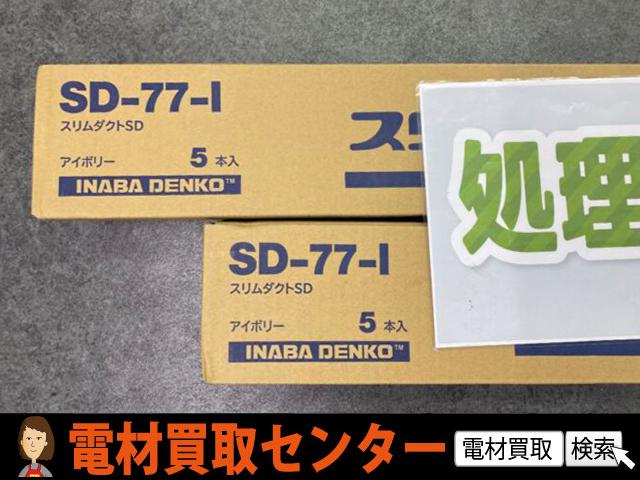 SD-77-I
スリムダクトSD
アイボリー 5本入
INABA DENKO™
処理
SD-77-I
スリムダクトSD
アイボリー 5本入
INABA DENKO™
電材買取センター 電材買取 検索